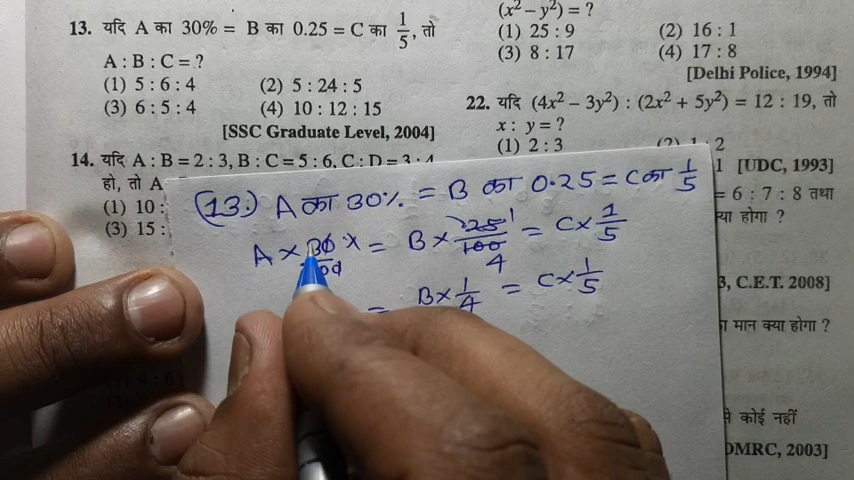 13. यदि A का 30% = B का 0.25 = C का 1/5, तो
A : B : C = ?
(1) 5 : 6 : 4 (2) 5 : 24 : 5
(3) 6 : 5 : 4 (4) 10 : 12 : 15
[SSC Graduate Level, 2004]
14. यदि A : B = 2 : 3, B : C = 5 : 6, C : D = 3 : 4
हो, तो A
(1) 10 :
(3) 15 :
(x² – y²) = ?
(1) 25 : 9 (2) 16 : 1
(3) 8 : 17 (4) 17 : 8
[Delhi Police, 1994]
22. यदि (4x² – 3y²) : (2x² + 5y²) = 12 : 19, तो
x : y = ?
(1) 2 : 3 (2) 1 : 2
1 [UDC, 1993]
= 6 : 7 : 8 तथा
होगा ?
3, C.E.T. 2008]
मान क्या होगा ?
से कोई नहीं
DMRC, 2003]
(13.) A का 30% = B का 0.25 = C का 1/5
A × 30/100 = B × 25/100 = C × 1/5
= B × 1/4 = C × 1/5